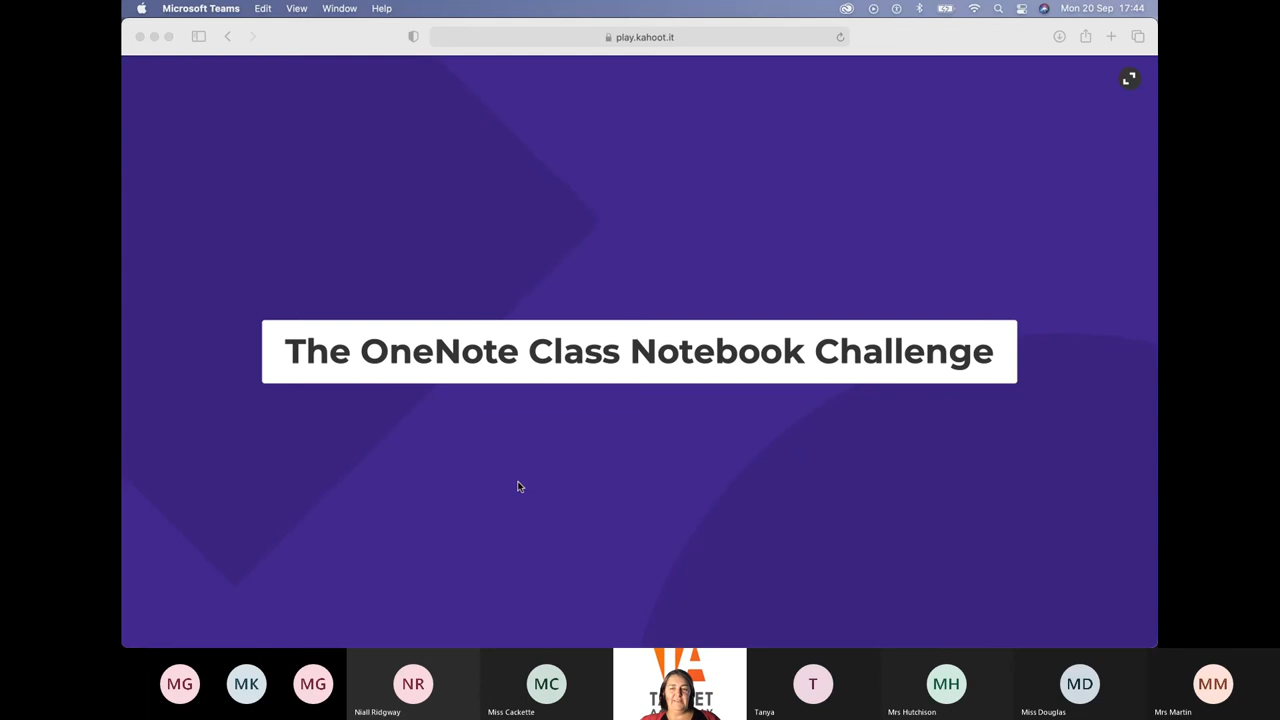 Microsoft Teams Edit View Window Help Mon 20 Sep 17:44
play.kahoot.it
The OneNote Class Notebook Challenge
MG MK MG NR MC T MH MD MM
Niall Ridgway Miss Cackette Tanya Mrs Hutchison Miss Douglas Mrs Martin